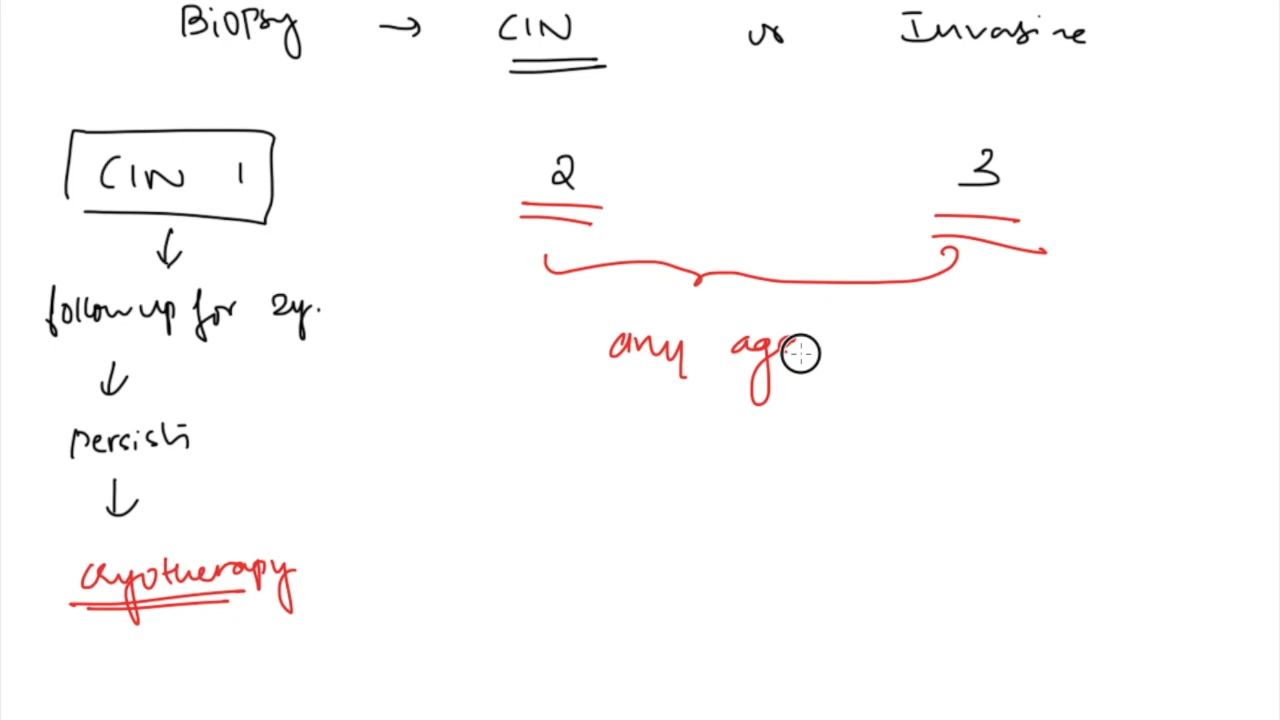 Biopsy → CIN vs Invasive
CIN 1 2 3
↓
follow up for 2y.
any age
↓
persists
↓
cryotherapy